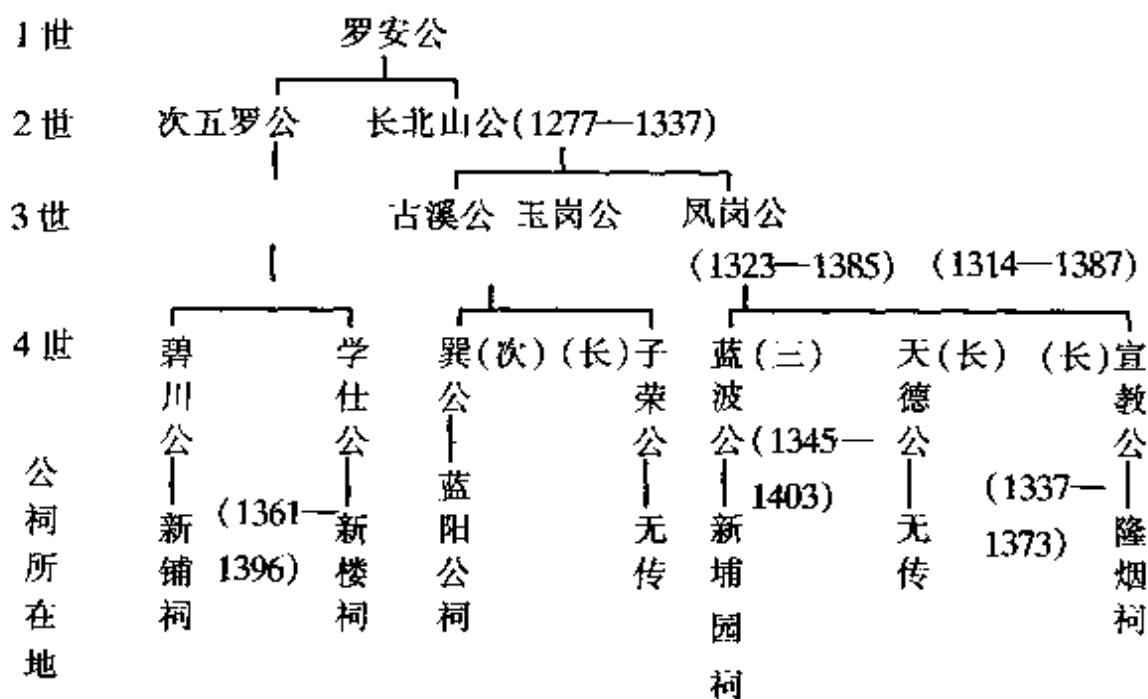 1世 罗安公
2世 次五罗公 长北山公(1277—1337)
3世 古溪公 玉岗公 凤岗公
(1323—1385) (1314—1387)
4世 碧川公 学仕公 巽公(次) (长)子荣公 蓝波公(三) 天德公(长) (长)宣教公
(1345—1403)
(1361—1396)
(1337—1373)
公祠所在地 新铺祠 新楼祠 蓝阳公祠 无传 新埔园祠 无传 隆烟祠